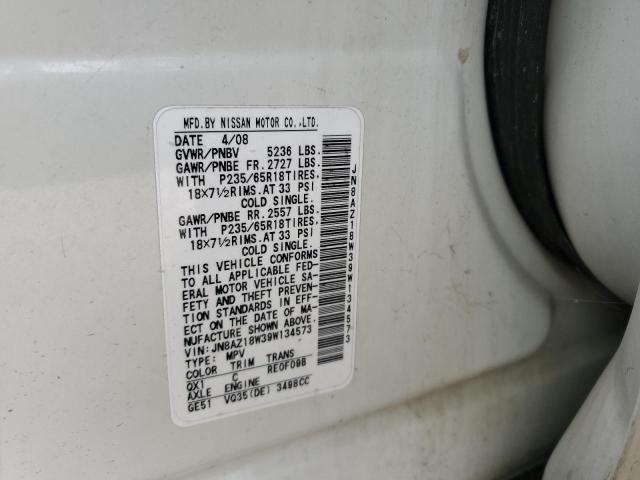 MFD.BY NISSAN MOTOR CO.,LTD.
DATE 4/08
GVWR/PNBV 5236 LBS.
GAWR/PNBE FR. 2727 LBS.
WITH P235/65R18TIRES.
18×7½RIMS.AT 33 PSI
COLD SINGLE.
GAWR/PNBE RR. 2557 LBS.
WITH P235/65R18TIRES.
18×7½RIMS.AT 33 PSI
COLD SINGLE.
THIS VEHICLE CONFORMS
TO ALL APPLICABLE FED-
ERAL MOTOR VEHICLE SA-
FETY AND THEFT PREVEN-
TION STANDARDS IN EFF-
ECT ON THE DATE OF MA-
NUFACTURE SHOWN ABOVE.
VIN: JN8AZ18W39W134573
TYPE: MPV
COLOR TRIM TRANS
QX1 C RE0F09B
AXLE ENGINE
GE51 VQ35(DE) 3498CC
JN8AZ18W39W134573